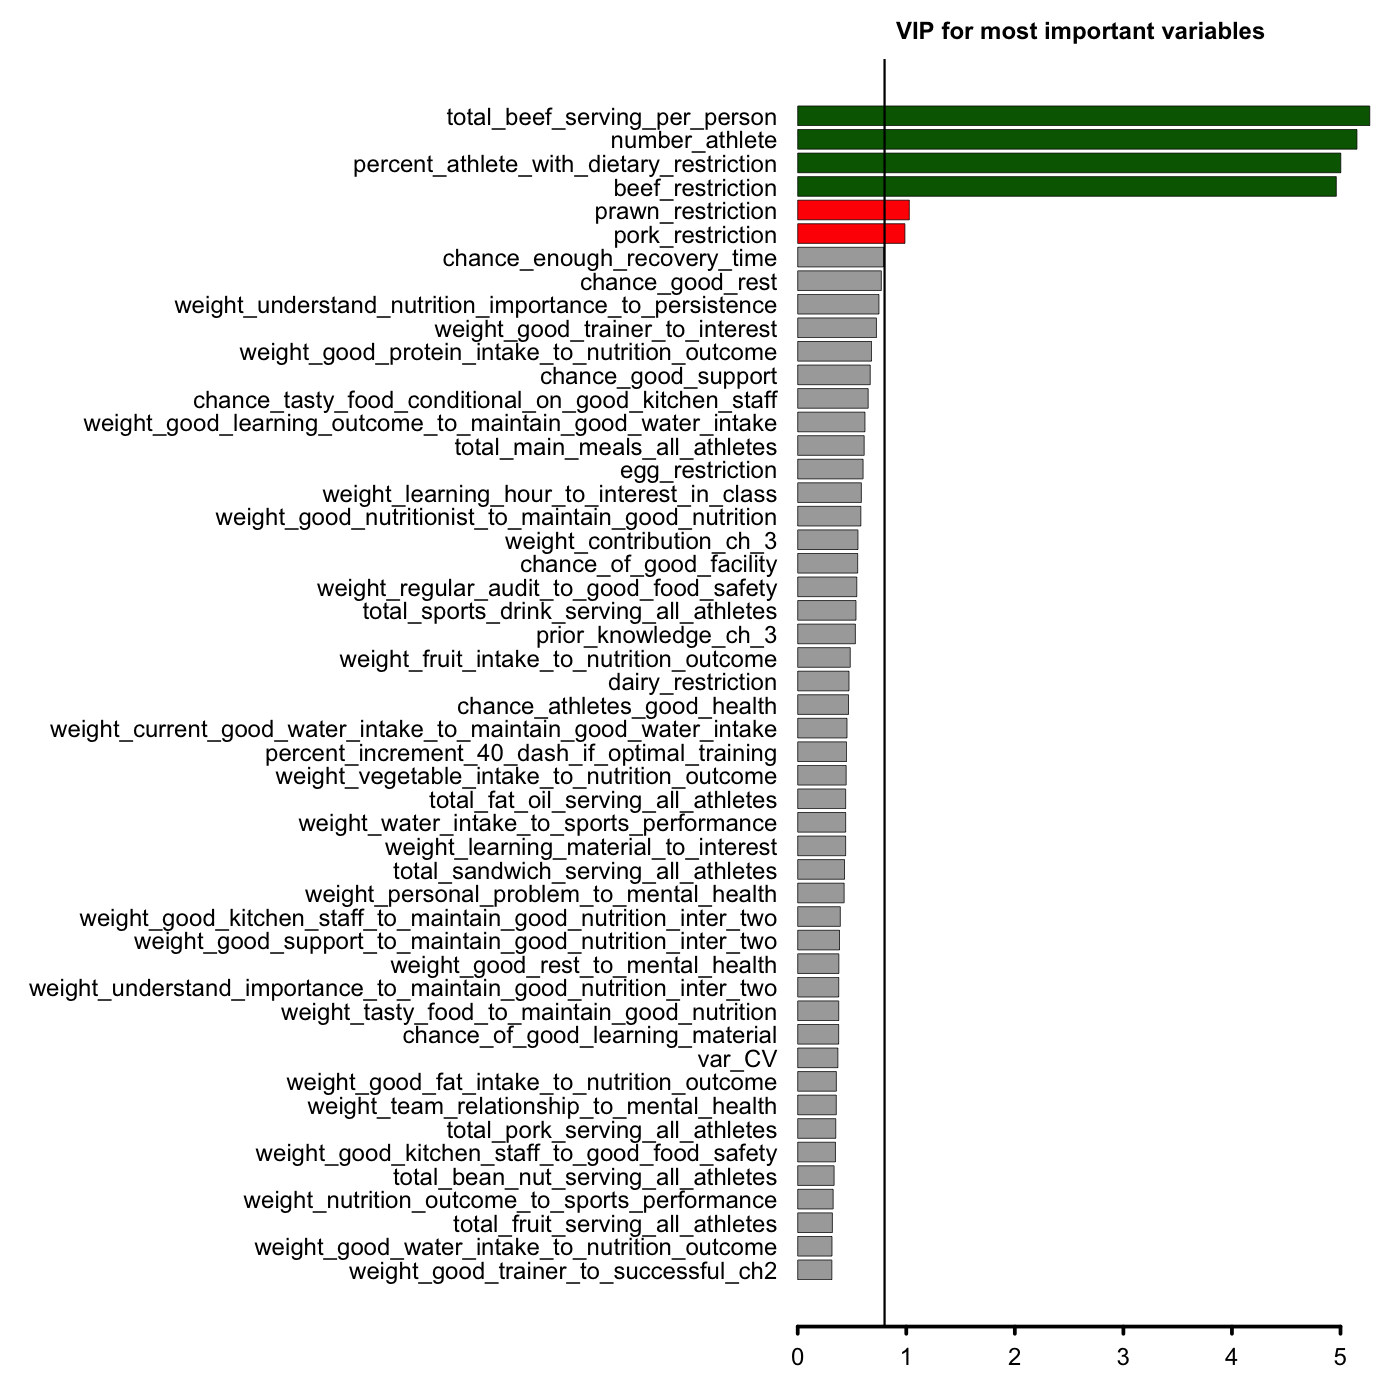 VIP for most important variables
total_beef_serving_per_person
number_athlete
percent_athlete_with_dietary_restriction
beef_restriction
prawn_restriction
pork_restriction
chance_enough_recovery_time
chance_good_rest
weight_understand_nutrition_importance_to_persistence
weight_good_trainer_to_interest
weight_good_protein_intake_to_nutrition_outcome
chance_good_support
chance_tasty_food_conditional_on_good_kitchen_staff
weight_good_learning_outcome_to_maintain_good_water_intake
total_main_meals_all_athletes
egg_restriction
weight_learning_hour_to_interest_in_class
weight_good_nutritionist_to_maintain_good_nutrition
weight_contribution_ch_3
chance_of_good_facility
weight_regular_audit_to_good_food_safety
total_sports_drink_serving_all_athletes
prior_knowledge_ch_3
weight_fruit_intake_to_nutrition_outcome
dairy_restriction
chance_athletes_good_health
weight_current_good_water_intake_to_maintain_good_water_intake
percent_increment_40_dash_if_optimal_training
weight_vegetable_intake_to_nutrition_outcome
total_fat_oil_serving_all_athletes
weight_water_intake_to_sports_performance
weight_learning_material_to_interest
total_sandwich_serving_all_athletes
weight_personal_problem_to_mental_health
weight_good_kitchen_staff_to_maintain_good_nutrition_inter_two
weight_good_support_to_maintain_good_nutrition_inter_two
weight_good_rest_to_mental_health
weight_understand_importance_to_maintain_good_nutrition_inter_two
weight_tasty_food_to_maintain_good_nutrition
chance_of_good_learning_material
var_CV
weight_good_fat_intake_to_nutrition_outcome
weight_team_relationship_to_mental_health
total_pork_serving_all_athletes
weight_good_kitchen_staff_to_good_food_safety
total_bean_nut_serving_all_athletes
weight_nutrition_outcome_to_sports_performance
total_fruit_serving_all_athletes
weight_good_water_intake_to_nutrition_outcome
weight_good_trainer_to_successful_ch2
0 1 2 3 4 5